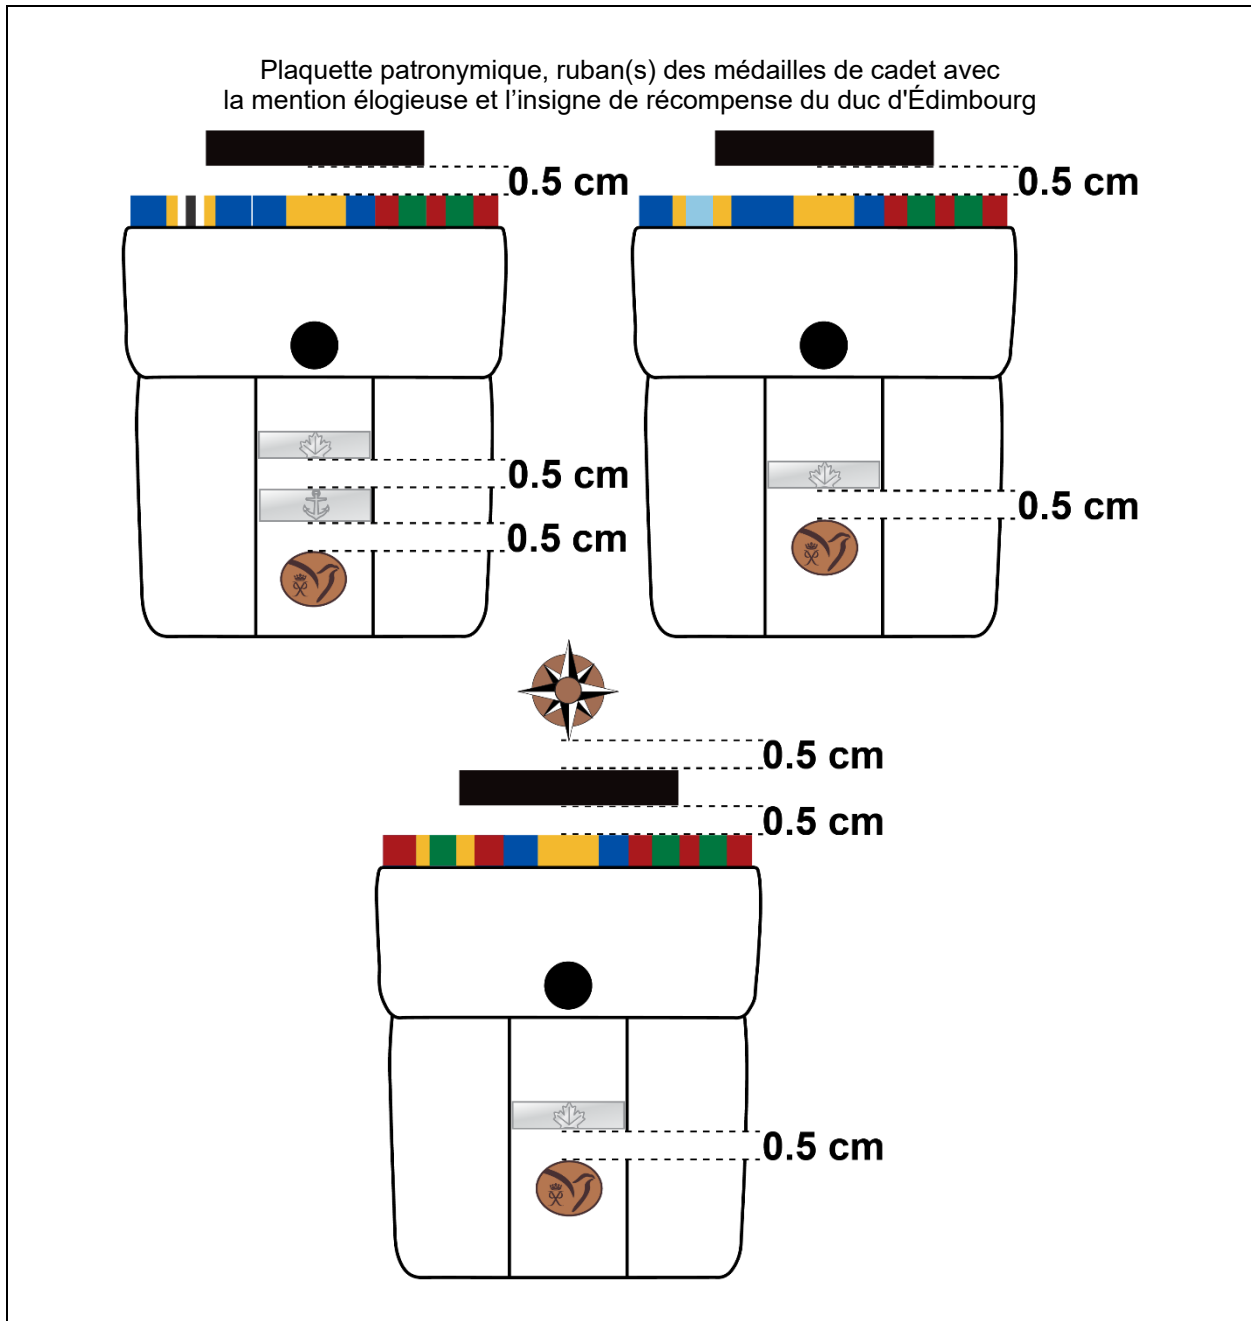 Plaquette patronymique, ruban(s) des médailles de cadet avec
la mention élogieuse et l’insigne de récompense du duc d'Édimbourg
0.5 cm
0.5 cm
0.5 cm
0.5 cm
0.5 cm
0.5 cm
0.5 cm
0.5 cm